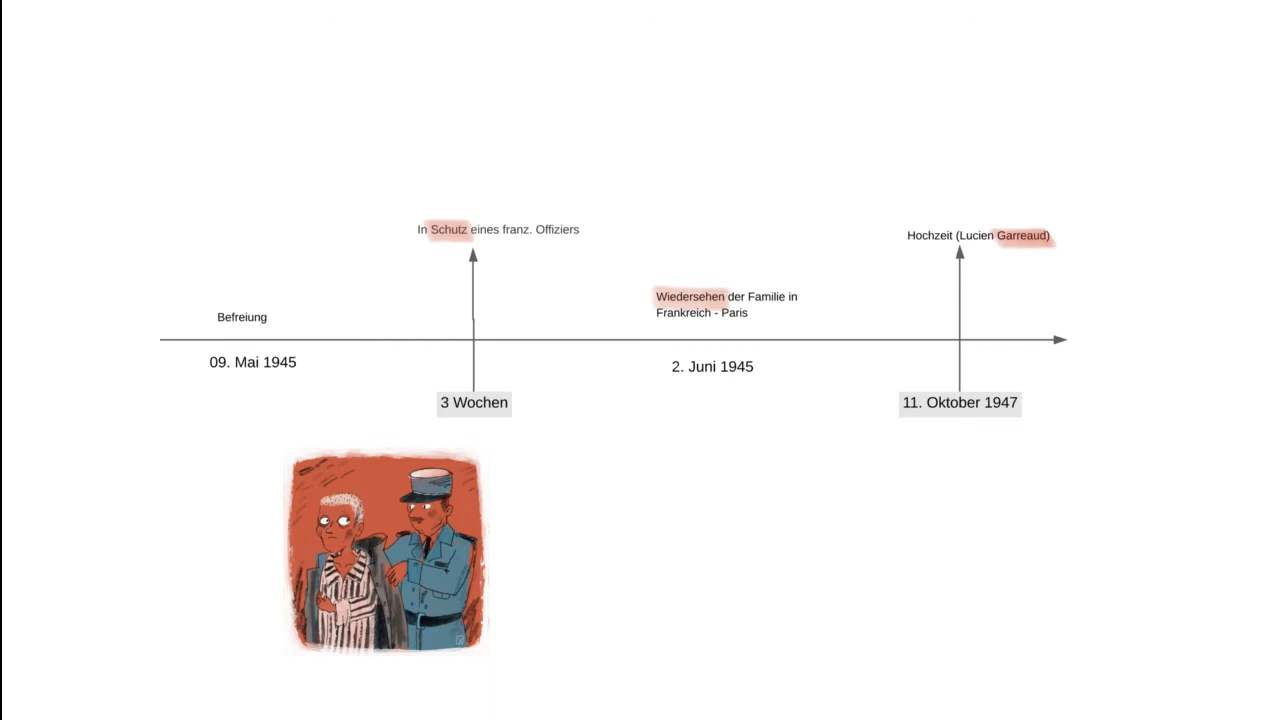 In Schutz eines franz. Offiziers
Hochzeit (Lucien Garreaud)
Wiedersehen der Familie in
Frankreich - Paris
Befreiung
09. Mai 1945
2. Juni 1945
3 Wochen
11. Oktober 1947